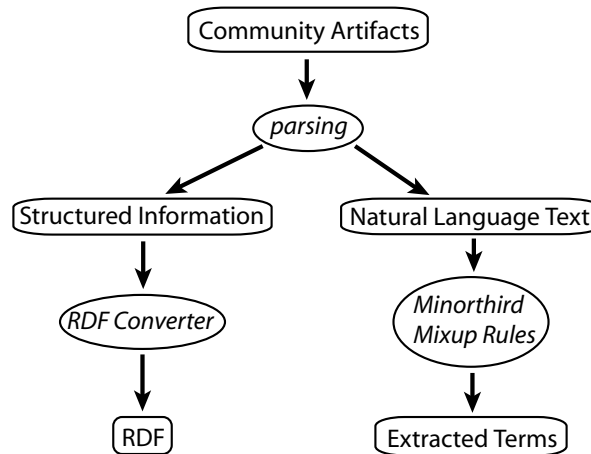 Community Artifacts
parsing
Structured Information
Natural Language Text
RDF Converter
Minorthird
Mixup Rules
RDF
Extracted Terms